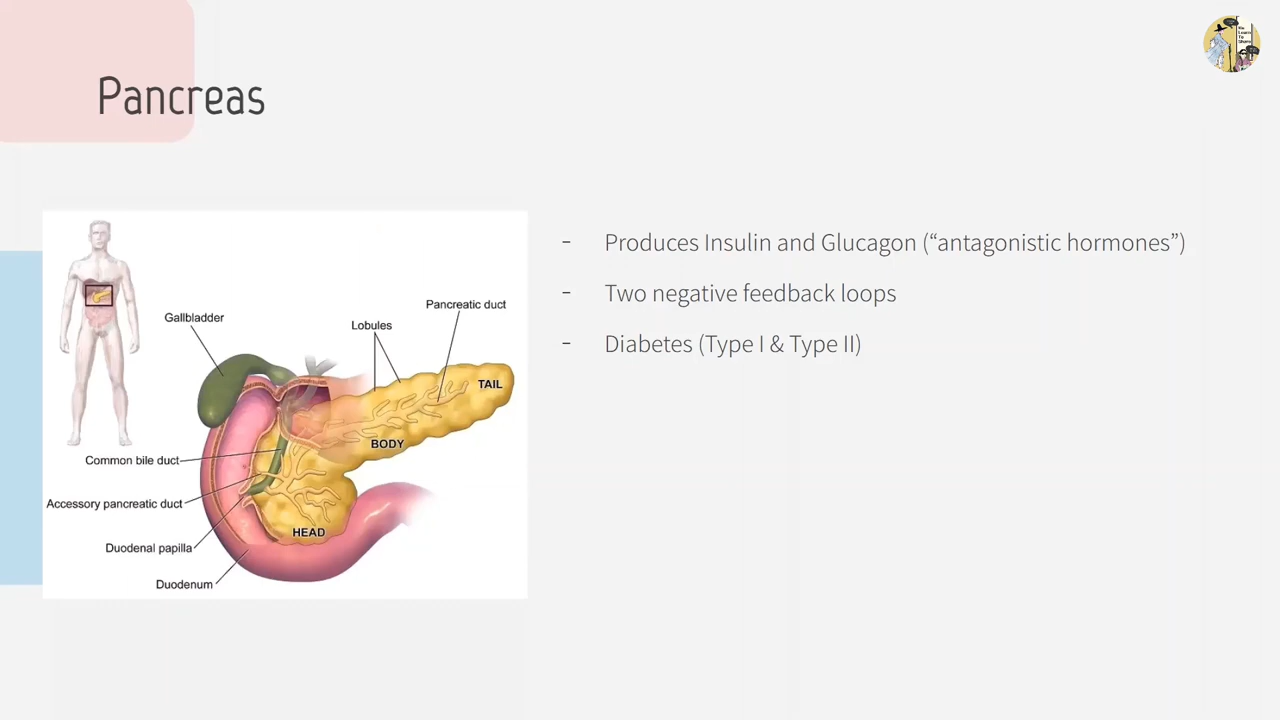 Pancreas
- Produces Insulin and Glucagon (“antagonistic hormones”)
- Two negative feedback loops
- Diabetes (Type I & Type II)
Pancreatic duct
Gallbladder
Lobules
TAIL
BODY
Common bile duct
Accessory pancreatic duct
HEAD
Duodenal papilla
Duodenum